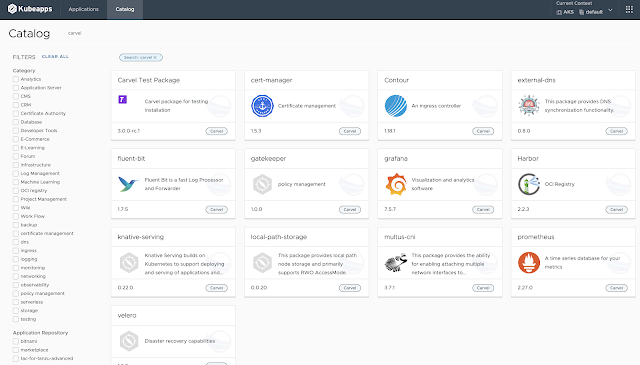 Kubeapps
Applications
Catalog
Current Context
AKS
default
Catalog
carvel
FILTERS
CLEAR ALL
Search: carvel
Category
Analytics
Application Server
CMS
CRM
Certificate Authority
Database
Developer Tools
E-Commerce
E-Learning
Forum
Infrastructure
Log Management
Machine Learning
OCI registry
Project Management
Wiki
Work Flow
backup
certificate management
dns
ingress
logging
monitoring
networking
observability
policy management
serverless
storage
testing
Application Repository
bitnami
marketplace
tac-for-tanzu-advanced
Carvel Test Package
T
Carvel package for testing
installation
3.0.0-rc.1
Carvel
cert-manager
Certificate management
1.5.3
Carvel
Contour
An ingress controller
1.18.1
Carvel
external-dns
This package provides DNS
synchronization functionality.
0.8.0
Carvel
fluent-bit
Fluent Bit is a fast Log Processor
and Forwarder
1.7.5
Carvel
gatekeeper
policy management
1.0.0
Carvel
grafana
Visualization and analytics
software
7.5.7
Carvel
Harbor
OCI Registry
2.2.3
Carvel
knative-serving
Knative Serving builds on
Kubernetes to support deploying
and serving of applications and...
0.22.0
Carvel
local-path-storage
This package provides local path
node storage and primarily
supports RWO AccessMode.
0.0.20
Carvel
multus-cni
This package provides the ability
for enabling attaching multiple
network interfaces to...
3.7.1
Carvel
prometheus
A time series database for your
metrics
2.27.0
Carvel
velero
Disaster recovery capabilities